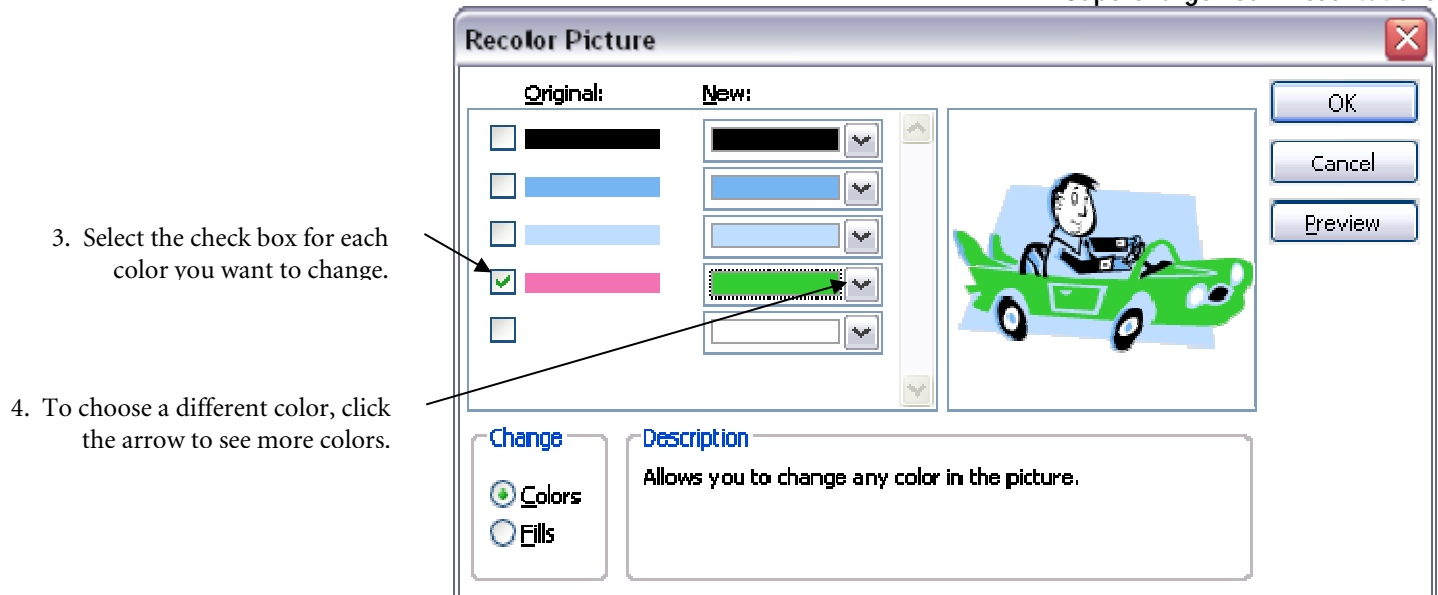 Recolor Picture
Original:
New:
OK
Cancel
Preview
3. Select the check box for each
color you want to change.
4. To choose a different color, click
the arrow to see more colors.
Change
Colors
Fills
Description
Allows you to change any color in the picture.